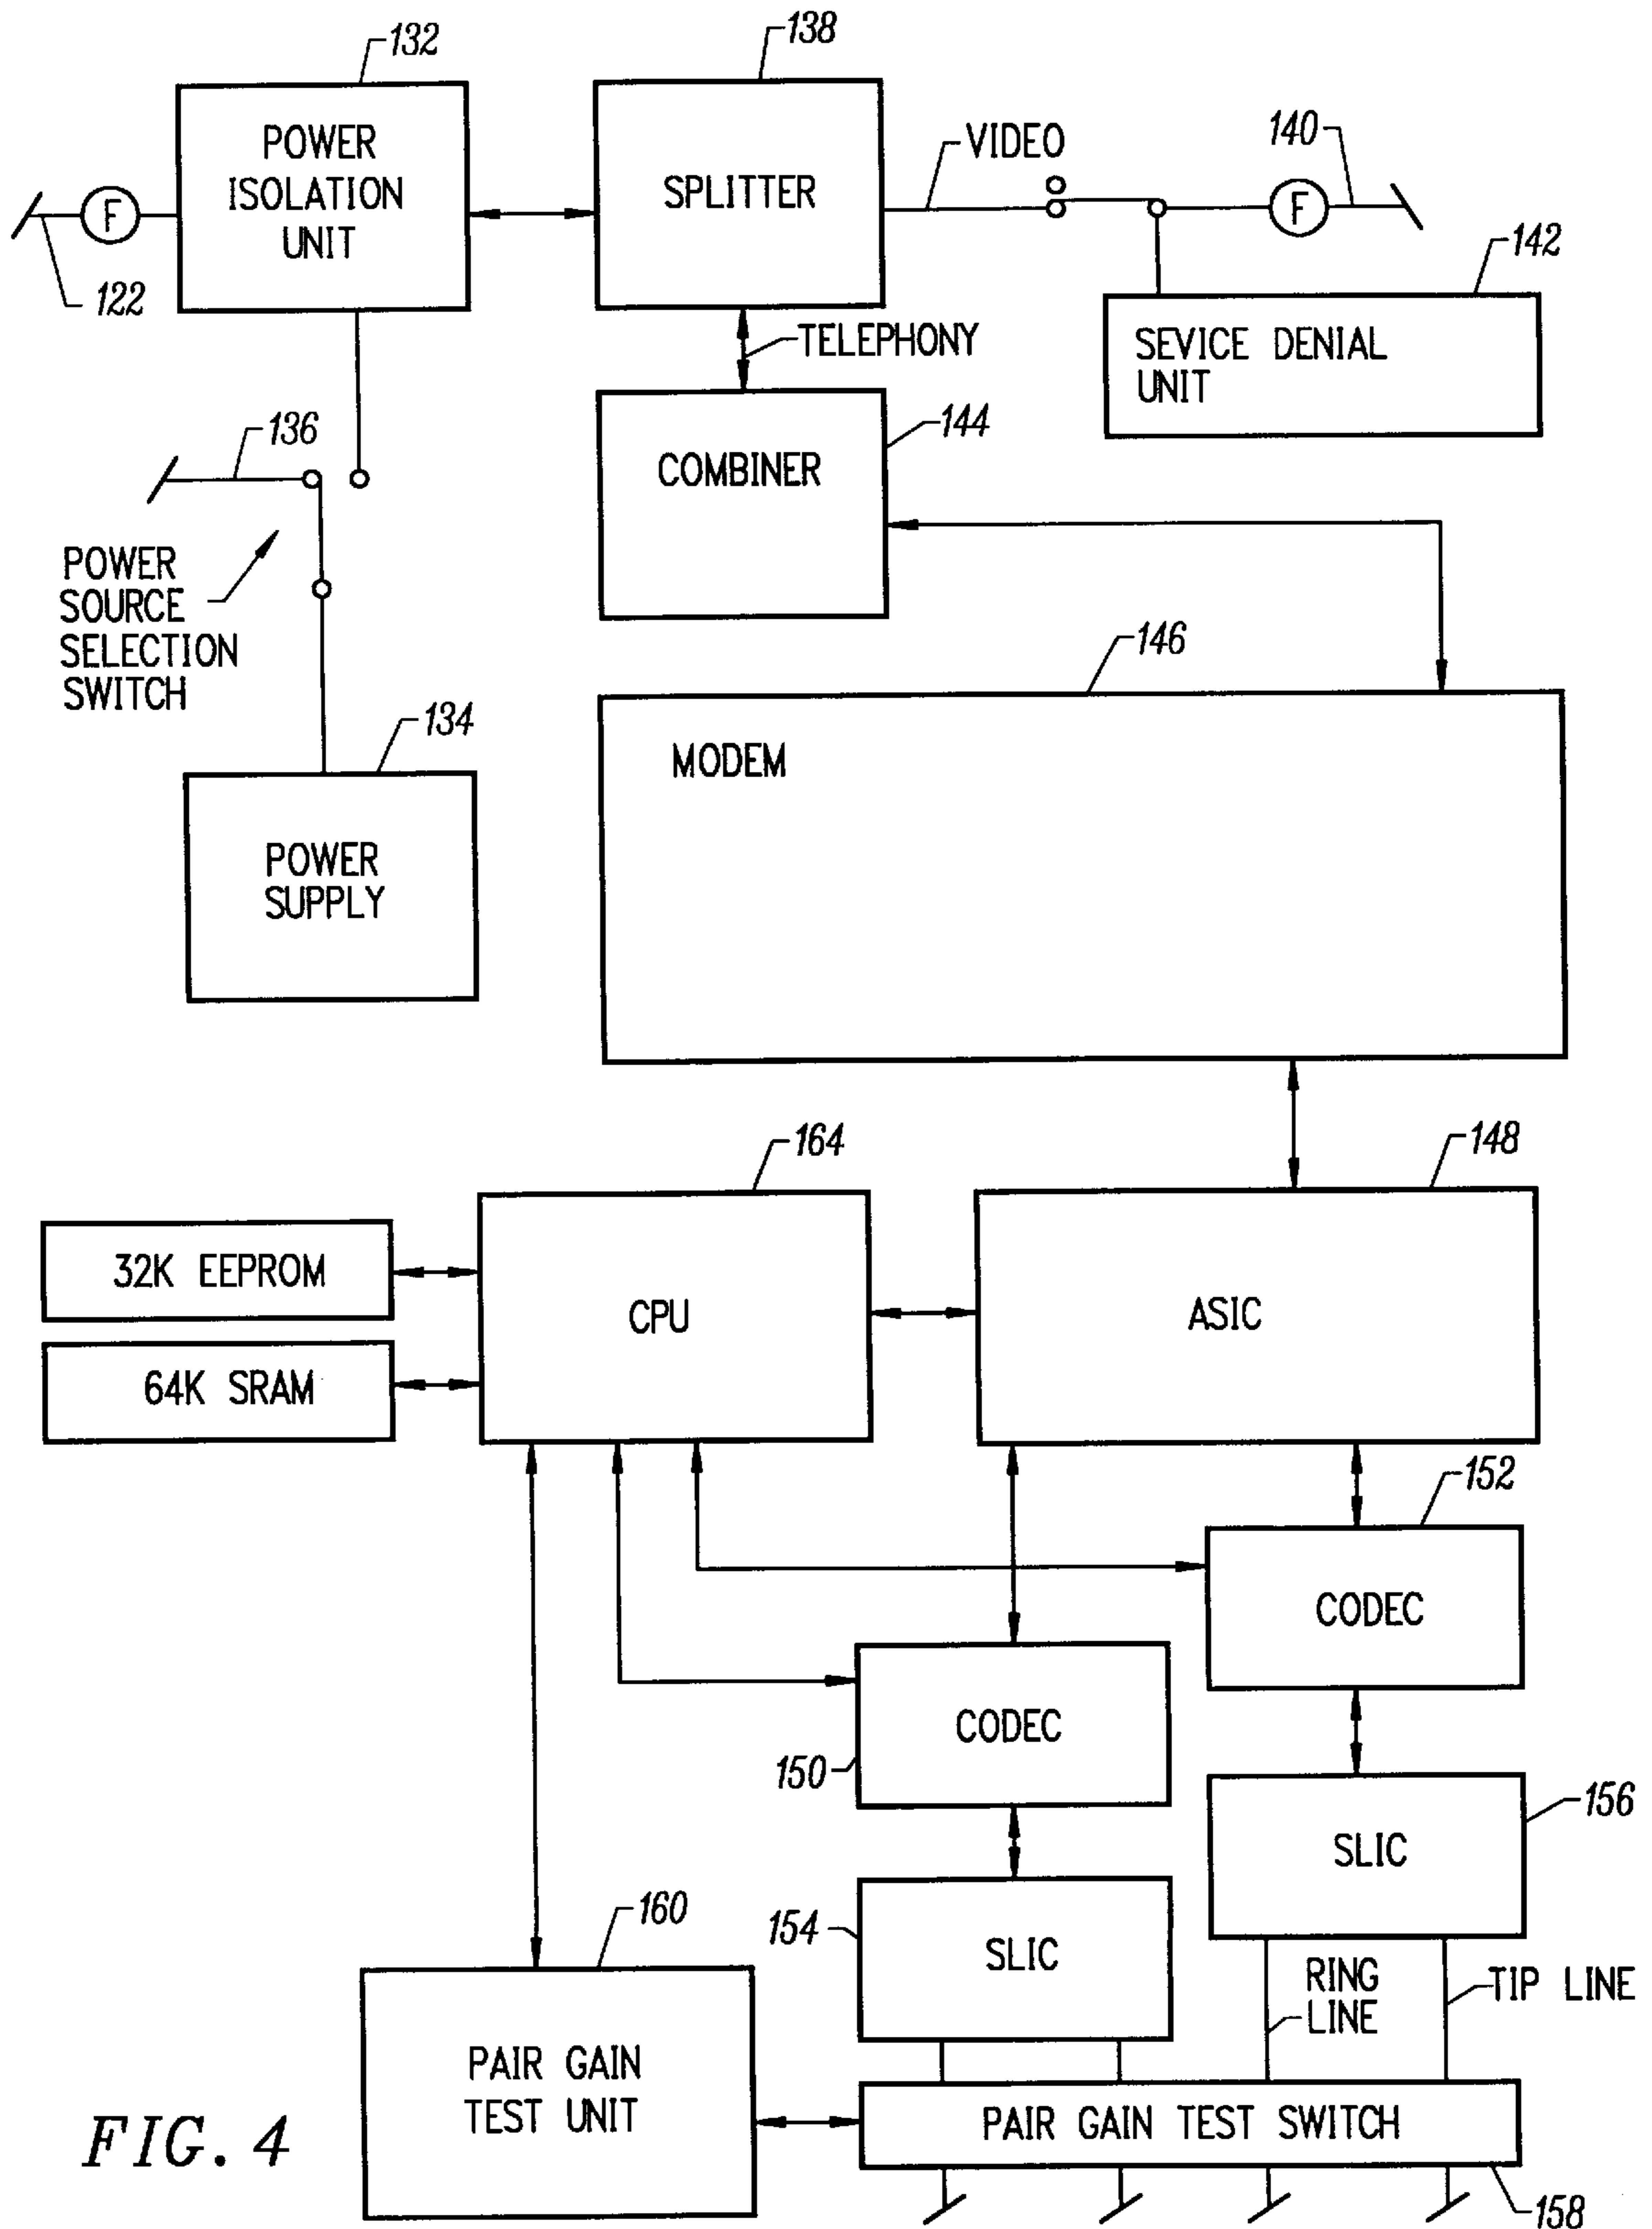 132
138
POWER
ISOLATION
UNIT
SPLITTER
VIDEO
140
F
F
122
142
TELEPHONY
SEVICE DENIAL
UNIT
136
144
COMBINER
POWER
SOURCE
SELECTION
SWITCH
146
134
MODEM
POWER
SUPPLY
164
148
32K EEPROM
CPU
ASIC
64K SRAM
152
CODEC
CODEC
150
156
SLIC
160
154
SLIC
RING
LINE
TIP LINE
PAIR GAIN
TEST UNIT
PAIR GAIN TEST SWITCH
FIG. 4
158